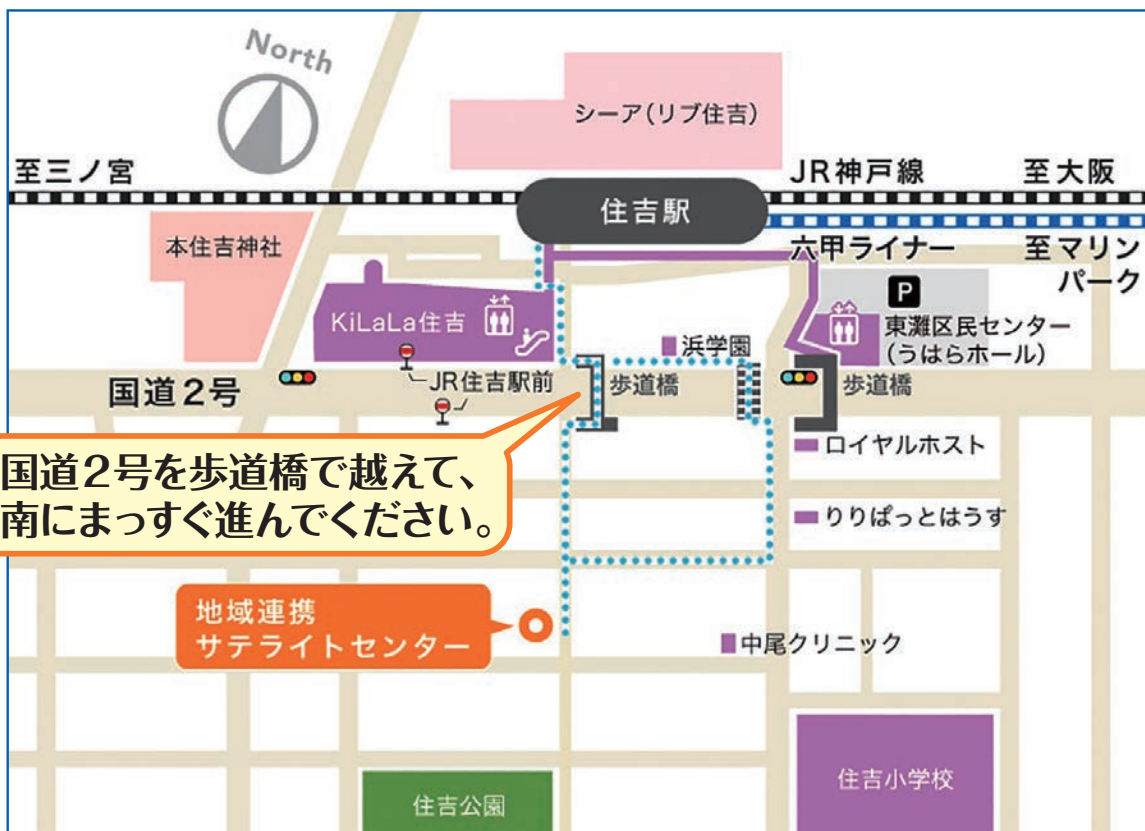 North
シーア(リブ住吉)
至三ノ宮
JR神戸線
至大阪
住吉駅
本住吉神社
六甲ライナー
至マリン
パーク
P
KiLaLa住吉
浜学園
東灘区民センター
(うはらホール)
国道2号
JR住吉駅前
歩道橋
歩道橋
ロイヤルホスト
国道2号を歩道橋で越えて、
南にまっすぐ進んでください。
りりぱっとはうす
地域連携
サテライトセンター
中尾クリニック
住吉公園
住吉小学校